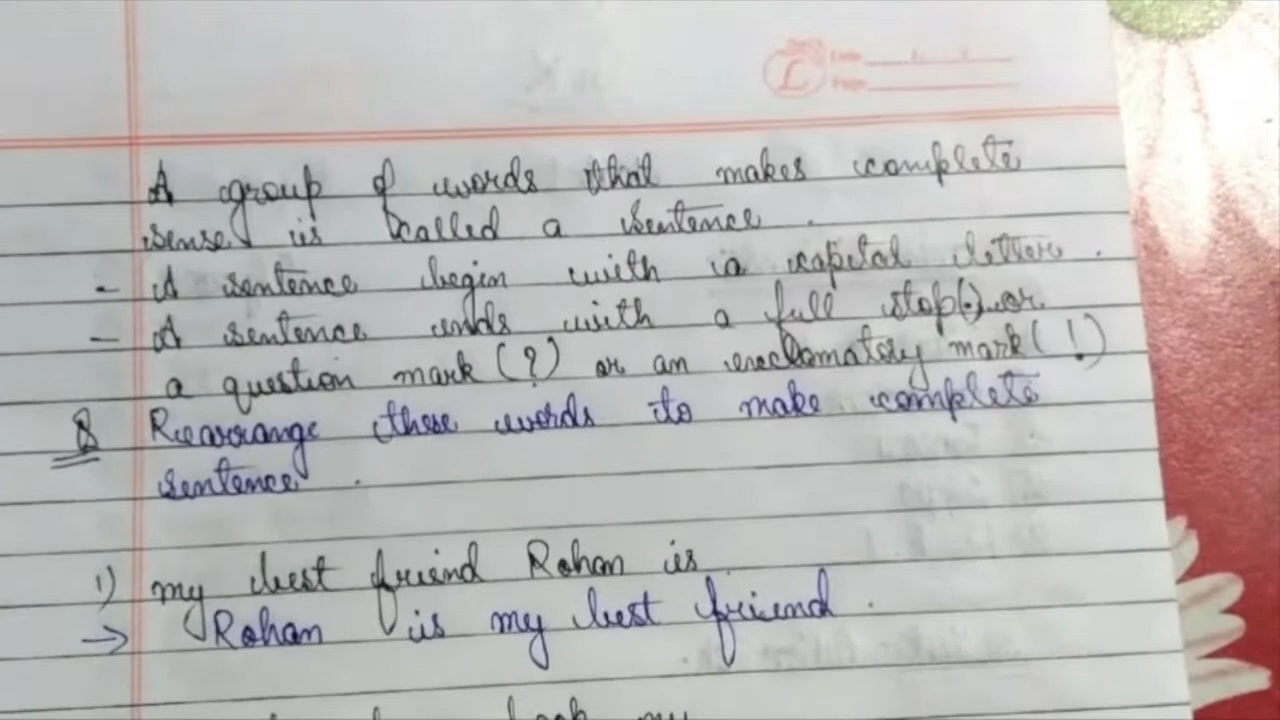 A group of words that makes complete
sense is called a sentence.
- A sentence begin with a capital letter.
- A sentence ends with a full stop(.) or
a question mark (?) or an exclamatory mark (!)
Q Rearrange these words to make complete
sentence.
1) my best friend Rohan is
→ Rohan is my best friend.
my